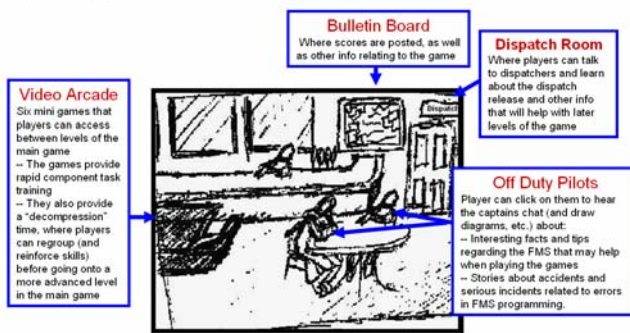 Bulletin Board
Where scores are posted, as well
as other info relating to the game
Dispatch Room
Where players can talk
to dispatchers and learn
about the dispatch
release and other info
that will help with later
levels of the game
Video Arcade
Six mini games that
players can access
between levels of the
main game
-- The games provide
rapid component task
training
-- They also provide
a “decompression”
time, where players
can regroup (and
reinforce skills)
before going onto a
more advanced level
in the main game
Dispatch
Off Duty Pilots
Player can click on them to hear
the captains chat (and draw
diagrams, etc.) about:
-- Interesting facts and tips
regarding the FMS that may help
when playing the games
-- Stories about accidents and
serious incidents related to errors
in FMS programming.